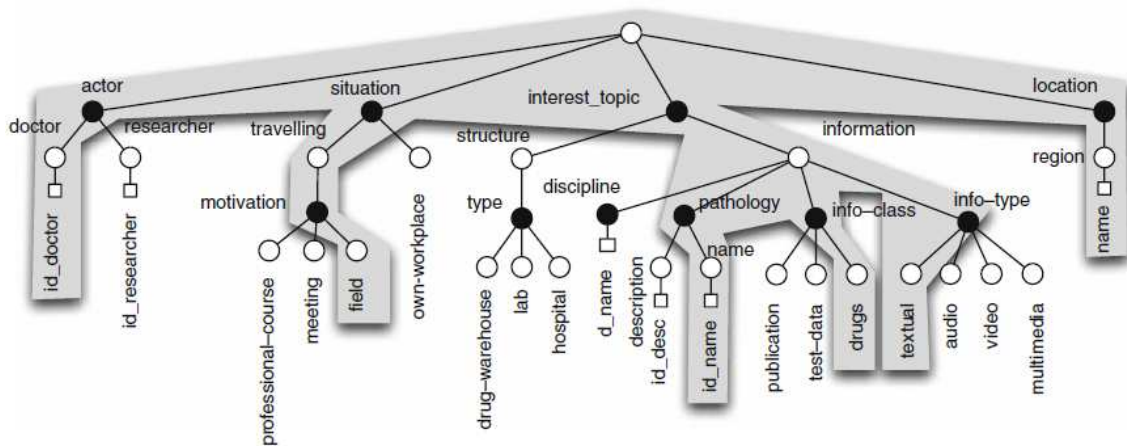 actor
situation
interest_topic
location
doctor
researcher
travelling
structure
information
region
motivation
type
discipline
pathology
info–class
info–type
name
id_doctor
id_researcher
professional–course
meeting
field
own-workplace
drug–warehouse
lab
hospital
d_name
description
id_desc
id_name
publication
test–data
drugs
textual
audio
video
multimedia
name